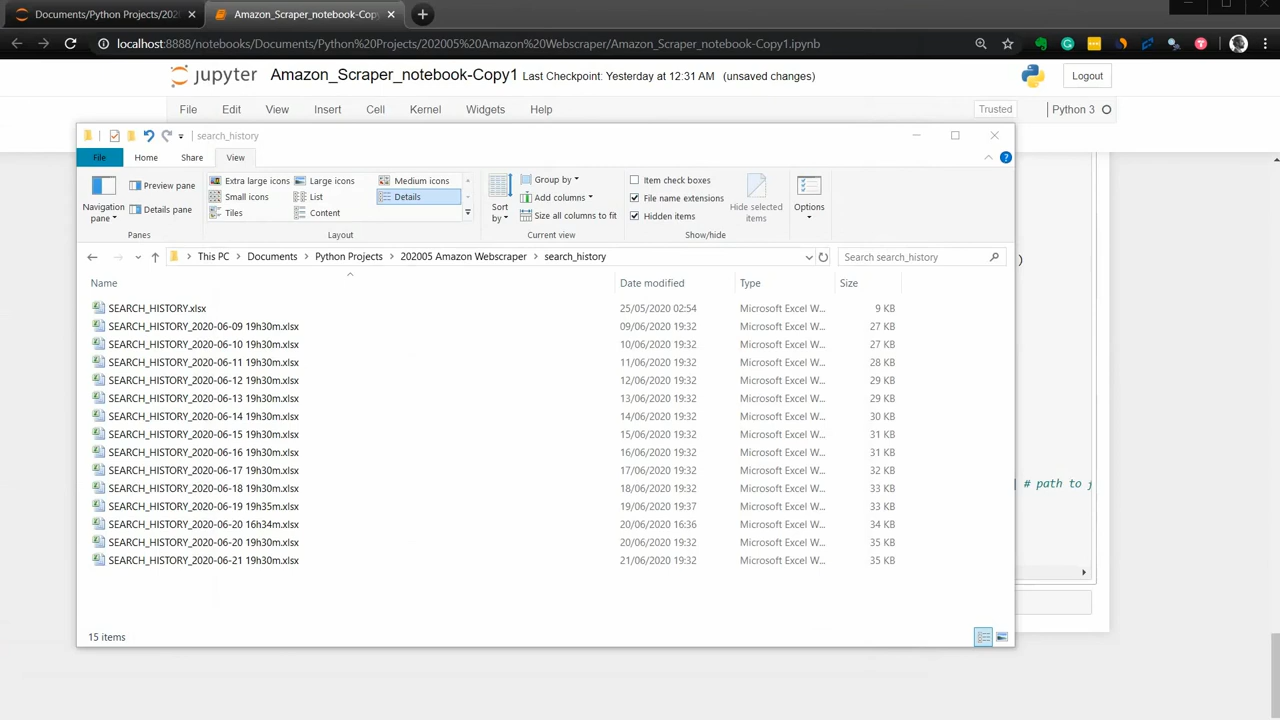 Documents/Python Projects/202
Amazon_Scraper_notebook-Cop
localhost:8888/notebooks/Documents/Python%20Projects/202005%20Amazon%20Webscraper/Amazon_Scraper_notebook-Copy1.ipynb
jupyter Amazon_Scraper_notebook-Copy1 Last Checkpoint: Yesterday at 12:31 AM (unsaved changes) Logout
File Edit View Insert Cell Kernel Widgets Help Trusted Python 3
search_history
File Home Share View
Navigation pane
Preview pane
Details pane
Panes
Extra large icons Large icons Medium icons
Small icons List Details
Tiles Content
Layout
Sort by
Group by
Add columns
Size all columns to fit
Current view
Item check boxes
File name extensions
Hidden items
Hide selected items
Show/hide
Options
This PC Documents Python Projects 202005 Amazon Webscraper search_history
Search search_history
)
Name Date modified Type Size
SEARCH_HISTORY.xlsx 25/05/2020 02:54 Microsoft Excel W... 9 KB
SEARCH_HISTORY_2020-06-09 19h30m.xlsx 09/06/2020 19:32 Microsoft Excel W... 27 KB
SEARCH_HISTORY_2020-06-10 19h30m.xlsx 10/06/2020 19:32 Microsoft Excel W... 27 KB
SEARCH_HISTORY_2020-06-11 19h30m.xlsx 11/06/2020 19:32 Microsoft Excel W... 28 KB
SEARCH_HISTORY_2020-06-12 19h30m.xlsx 12/06/2020 19:32 Microsoft Excel W... 29 KB
SEARCH_HISTORY_2020-06-13 19h30m.xlsx 13/06/2020 19:32 Microsoft Excel W... 29 KB
SEARCH_HISTORY_2020-06-14 19h30m.xlsx 14/06/2020 19:32 Microsoft Excel W... 30 KB
SEARCH_HISTORY_2020-06-15 19h30m.xlsx 15/06/2020 19:32 Microsoft Excel W... 31 KB
SEARCH_HISTORY_2020-06-16 19h30m.xlsx 16/06/2020 19:32 Microsoft Excel W... 31 KB
SEARCH_HISTORY_2020-06-17 19h30m.xlsx 17/06/2020 19:32 Microsoft Excel W... 32 KB
SEARCH_HISTORY_2020-06-18 19h30m.xlsx 18/06/2020 19:32 Microsoft Excel W... 33 KB
# path to j
SEARCH_HISTORY_2020-06-19 19h35m.xlsx 19/06/2020 19:37 Microsoft Excel W... 33 KB
SEARCH_HISTORY_2020-06-20 16h34m.xlsx 20/06/2020 16:36 Microsoft Excel W... 34 KB
SEARCH_HISTORY_2020-06-20 19h30m.xlsx 20/06/2020 19:32 Microsoft Excel W... 35 KB
SEARCH_HISTORY_2020-06-21 19h30m.xlsx 21/06/2020 19:32 Microsoft Excel W... 35 KB
15 items